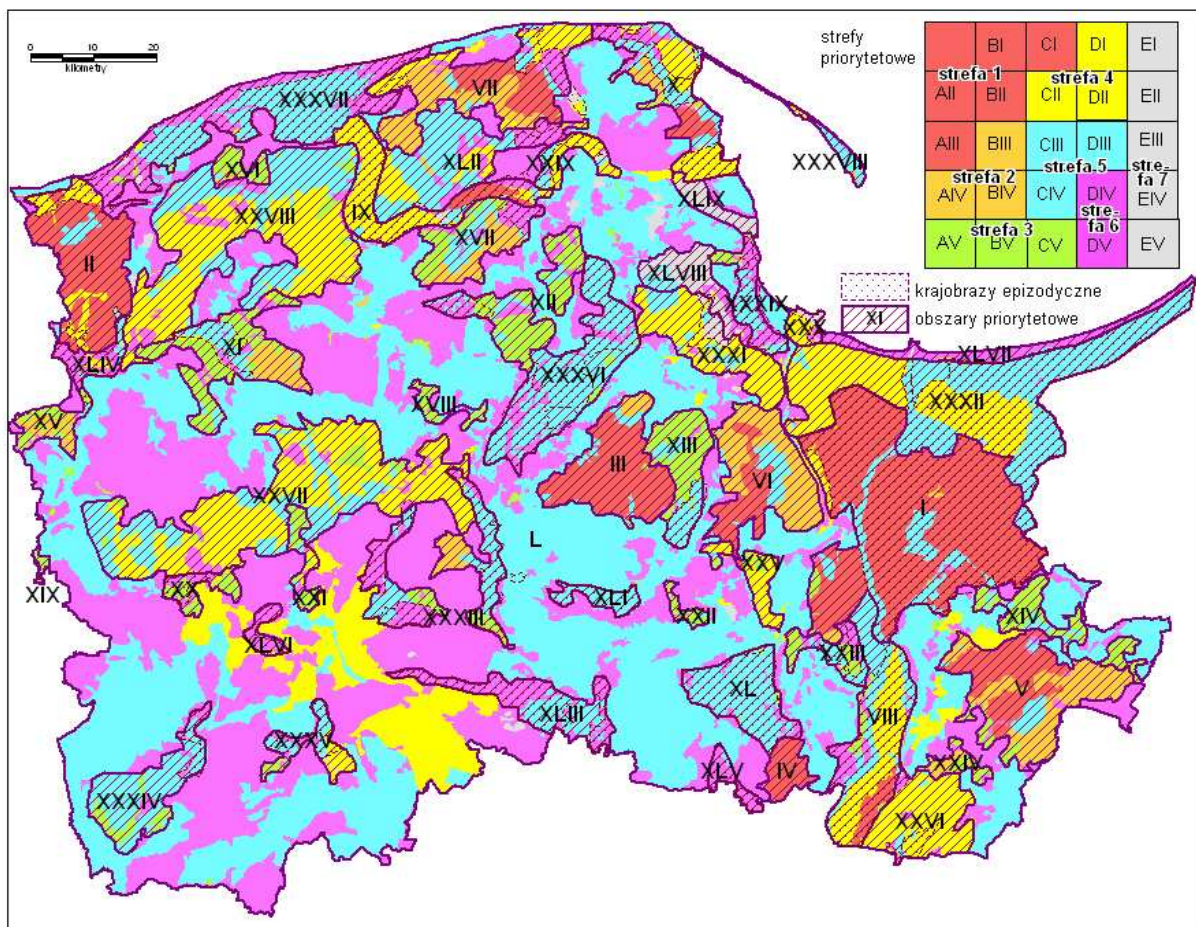 0 10 20
kilometry
strefy
priorytetowe
BI CI DI EI
strefa 1 strefa 4
AII BII CII DII EII
AIII BIII CIII DIII EIII
strefa 2 strefa 5 stre-
fa 7
AIV BIV CIV DIV EIV
strefa 3 stre-
fa 6
AV BV CV DV EV
krajobrazy epizodyczne
XI obszary priorytetowe
XXXVII
VII
X
XXXVIII
XVI
XLII
XXIX
XLIX
XXVIII
IX
XVII
II
XLVIII
XXXIX
XII
XXX
XLVII
XI
XLIV
XXXI
XXXVI
XXXII
XV
XVIII
XIII
III
VI
XXVII
I
L
XXV
XIX
XX
XXI
XLI
XXXIII
XXII
XIV
XLVI
XXIII
XL
V
XLIII
VIII
XXXV
XLV
IV
XXIV
XXXIV
XXVI